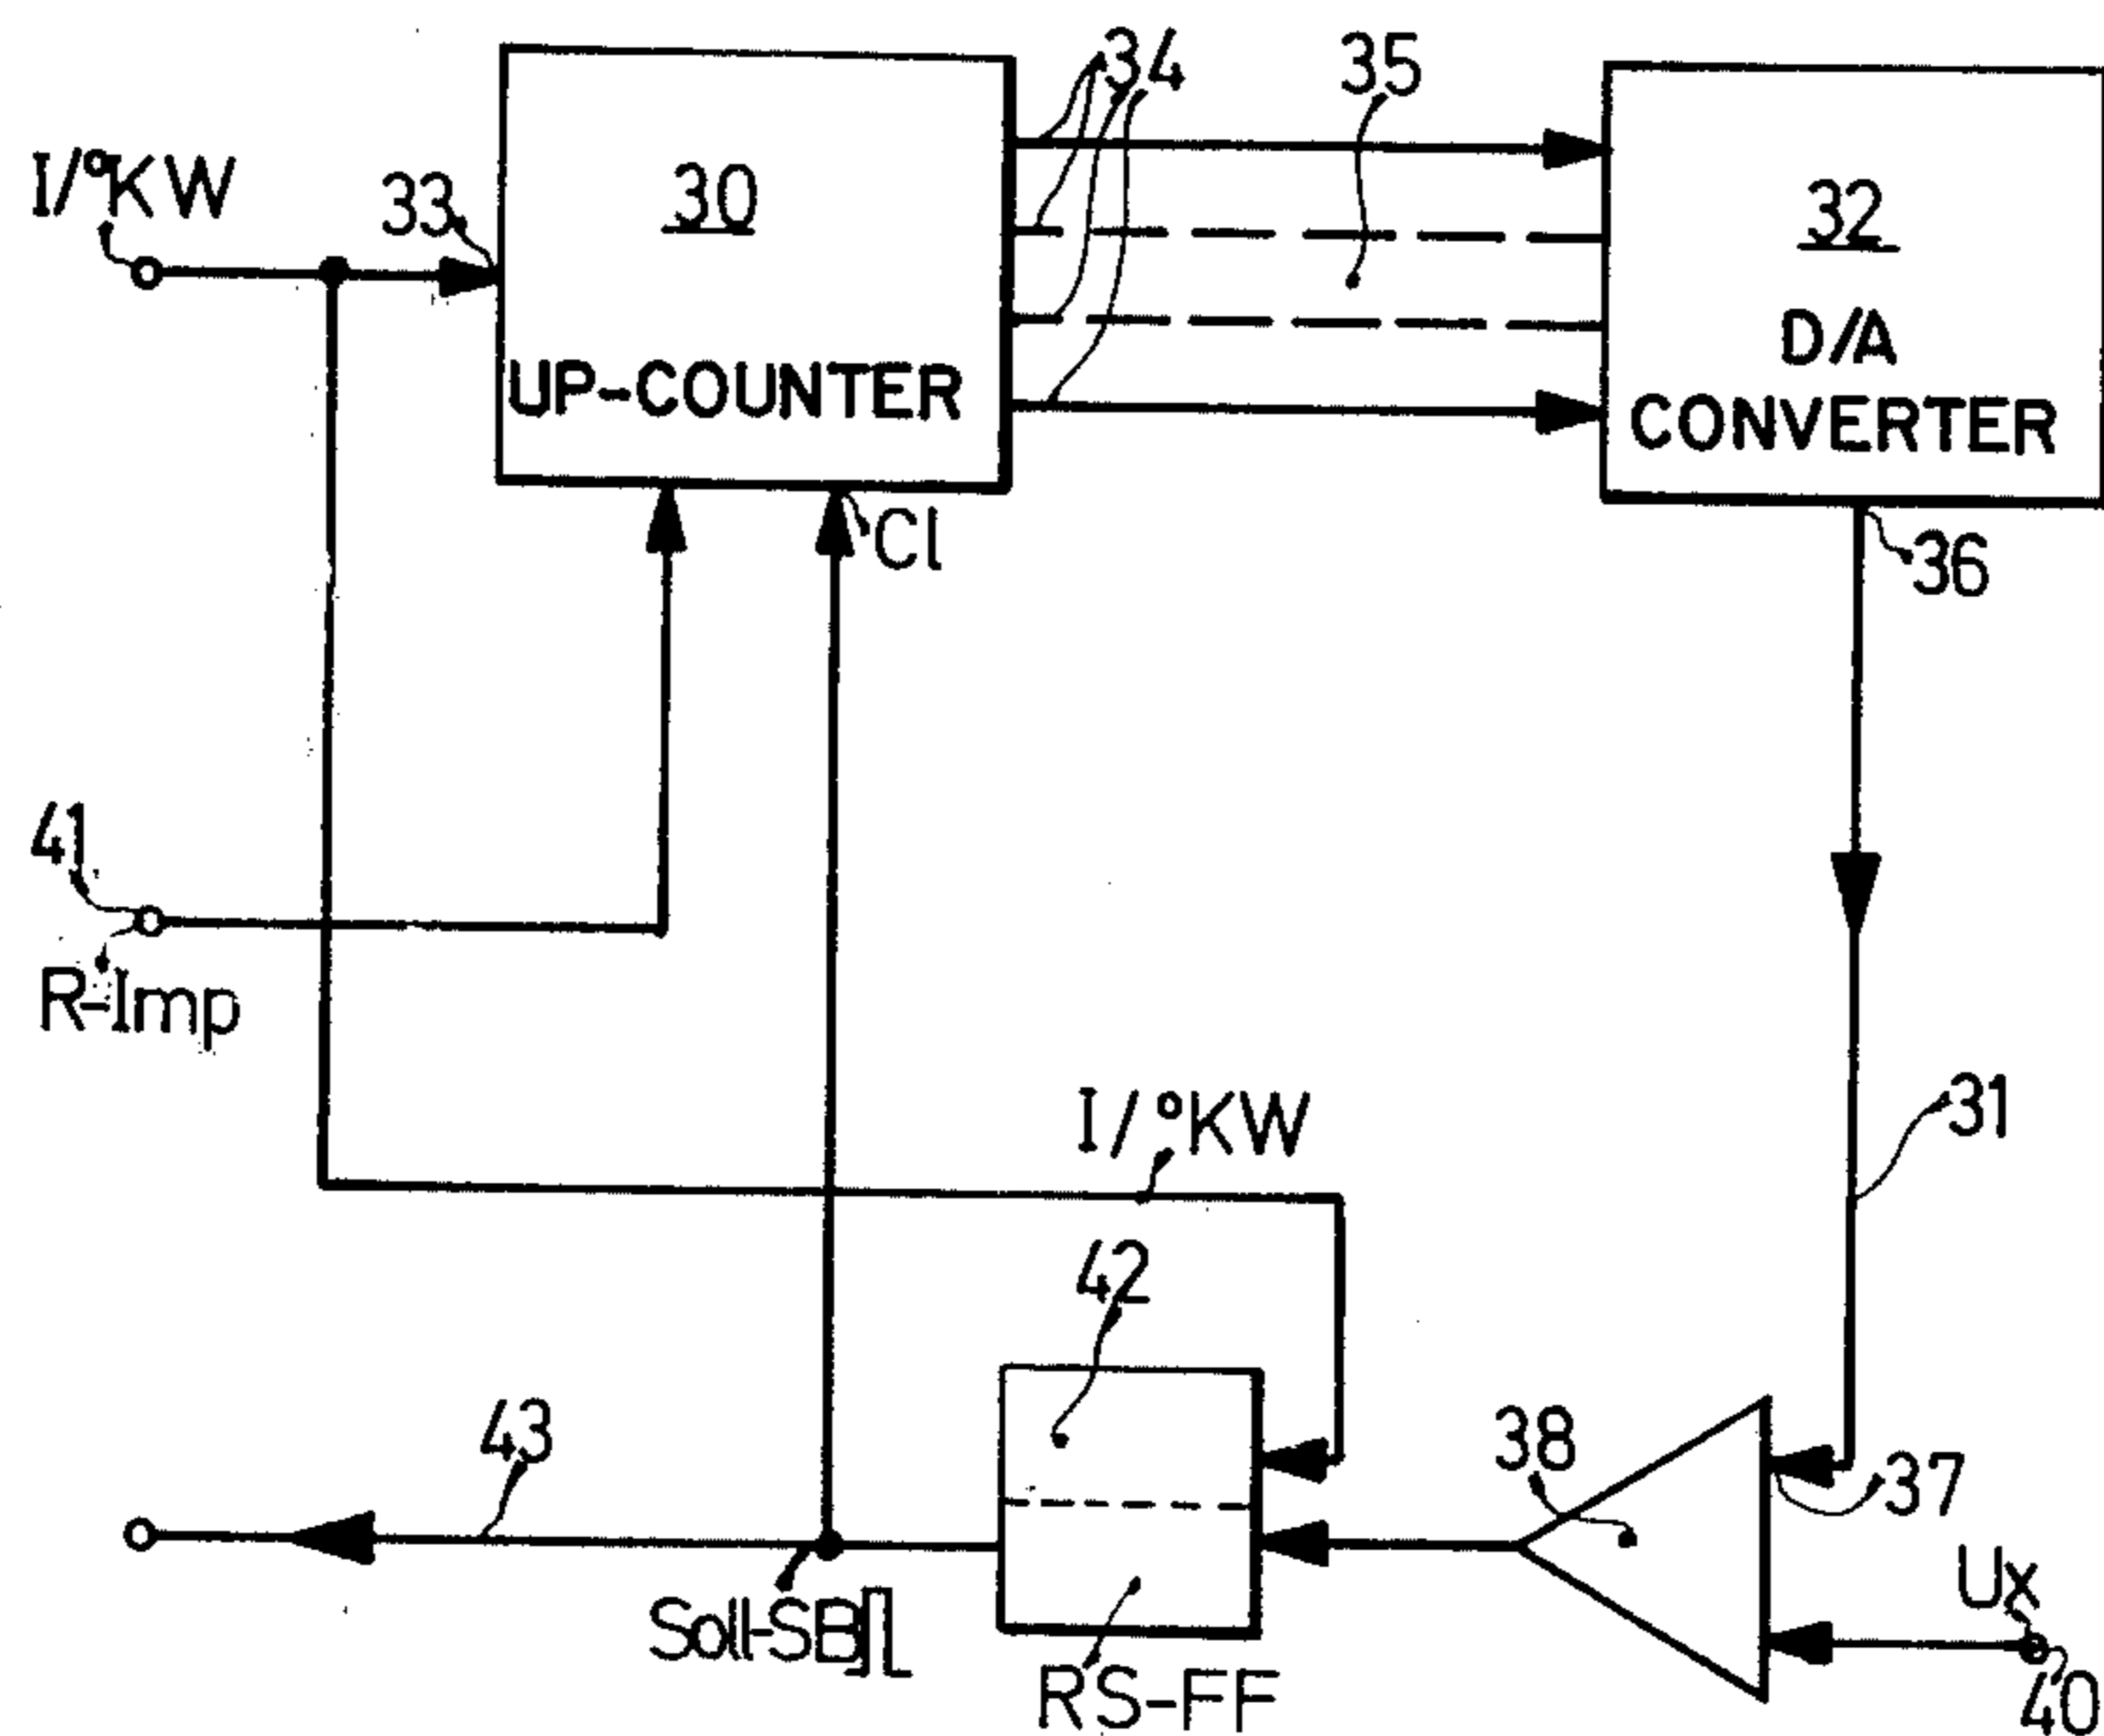 34
35
I/°KW
33
30
32
UP-COUNTER
D/A
CONVERTER
Cl
36
41
R-Imp
31
I/°KW
42
43
38
37
Ux
Soll-SB
RS-FF
40